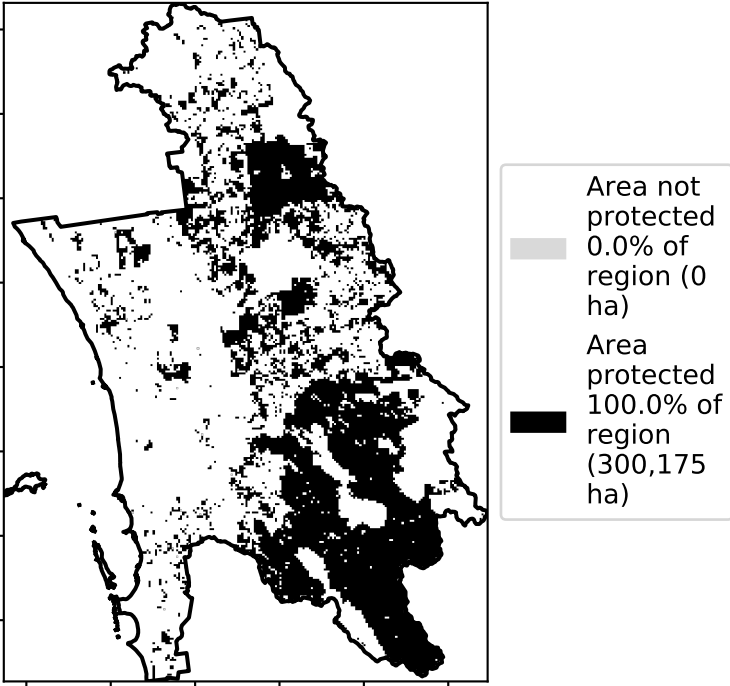 Area not
protected
0.0% of
region (0
ha)
Area
protected
100.0% of
region
(300,175
ha)